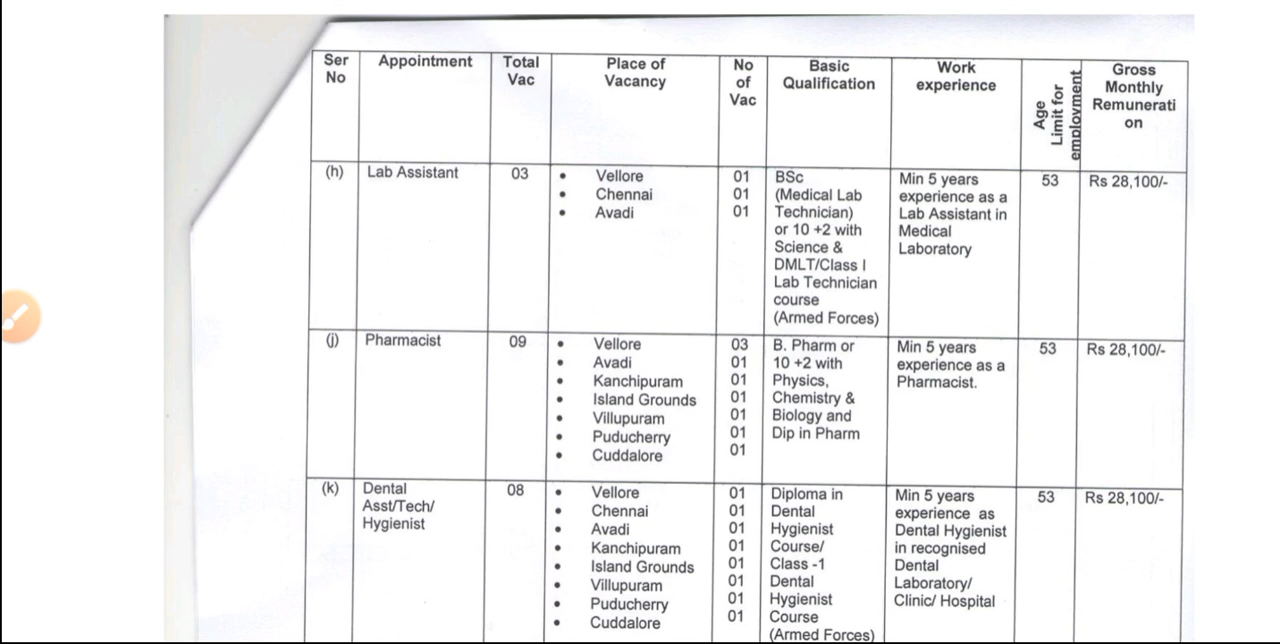 Ser No | Appointment | Total Vac | Place of Vacancy | No of Vac | Basic Qualification | Work experience | Age Limit for employment | Gross Monthly Remunerati on
(h) | Lab Assistant | 03 | • Vellore | 01 | BSc | Min 5 years | 53 | Rs 28,100/-
• Chennai | 01 | (Medical Lab | experience as a
• Avadi | 01 | Technician) | Lab Assistant in
or 10 +2 with | Medical
Science & | Laboratory
DMLT/Class I
Lab Technician
course
(Armed Forces)
(j) | Pharmacist | 09 | • Vellore | 03 | B. Pharm or | Min 5 years | 53 | Rs 28,100/-
• Avadi | 01 | 10 +2 with | experience as a
• Kanchipuram | 01 | Physics, | Pharmacist.
• Island Grounds | 01 | Chemistry &
• Villupuram | 01 | Biology and
• Puducherry | 01 | Dip in Pharm
• Cuddalore | 01
(k) | Dental | 08 | • Vellore | 01 | Diploma in | Min 5 years | 53 | Rs 28,100/-
Asst/Tech/ | • Chennai | 01 | Dental | experience as
Hygienist | • Avadi | 01 | Hygienist | Dental Hygienist
• Kanchipuram | 01 | Course/ | in recognised
• Island Grounds | 01 | Class -1 | Dental
• Villupuram | 01 | Dental | Laboratory/
• Puducherry | 01 | Hygienist | Clinic/ Hospital
• Cuddalore | 01 | Course
(Armed Forces)